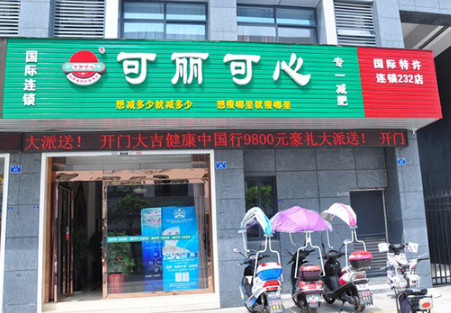 国际连锁
可丽可心
专一减肥
国际特许
连锁232店
想减多少就减多少 想瘦哪里就瘦哪里
大派送！ 开门大吉健康中国行9800元豪礼大派送！ 开门